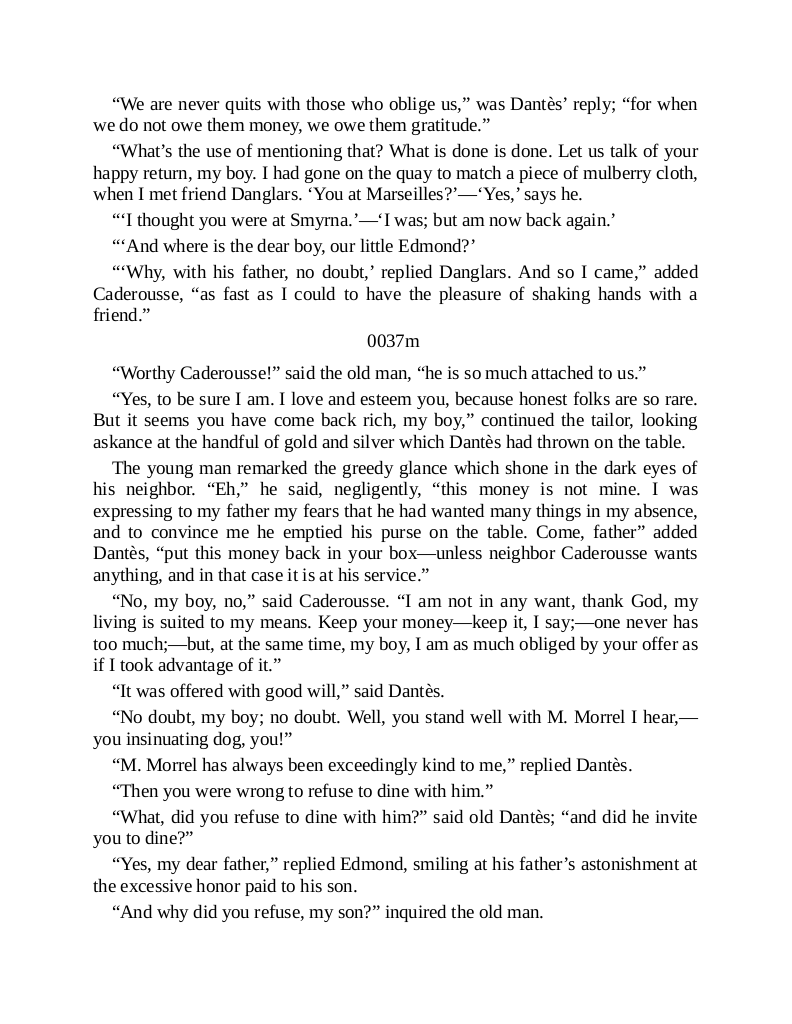 “We are never quits with those who oblige us,” was Dantès’ reply; “for when
we do not owe them money, we owe them gratitude.”
“What’s the use of mentioning that? What is done is done. Let us talk of your
happy return, my boy. I had gone on the quay to match a piece of mulberry cloth,
when I met friend Danglars. ‘You at Marseilles?’—‘Yes,’ says he.
“‘I thought you were at Smyrna.’—‘I was; but am now back again.’
“‘And where is the dear boy, our little Edmond?’
“‘Why, with his father, no doubt,’ replied Danglars. And so I came,” added
Caderousse, “as fast as I could to have the pleasure of shaking hands with a
friend.”
0037m
“Worthy Caderousse!” said the old man, “he is so much attached to us.”
“Yes, to be sure I am. I love and esteem you, because honest folks are so rare.
But it seems you have come back rich, my boy,” continued the tailor, looking
askance at the handful of gold and silver which Dantès had thrown on the table.
The young man remarked the greedy glance which shone in the dark eyes of
his neighbor. “Eh,” he said, negligently, “this money is not mine. I was
expressing to my father my fears that he had wanted many things in my absence,
and to convince me he emptied his purse on the table. Come, father” added
Dantès, “put this money back in your box—unless neighbor Caderousse wants
anything, and in that case it is at his service.”
“No, my boy, no,” said Caderousse. “I am not in any want, thank God, my
living is suited to my means. Keep your money—keep it, I say;—one never has
too much;—but, at the same time, my boy, I am as much obliged by your offer as
if I took advantage of it.”
“It was offered with good will,” said Dantès.
“No doubt, my boy; no doubt. Well, you stand well with M. Morrel I hear,—
you insinuating dog, you!”
“M. Morrel has always been exceedingly kind to me,” replied Dantès.
“Then you were wrong to refuse to dine with him.”
“What, did you refuse to dine with him?” said old Dantès; “and did he invite
you to dine?”
“Yes, my dear father,” replied Edmond, smiling at his father’s astonishment at
the excessive honor paid to his son.
“And why did you refuse, my son?” inquired the old man.